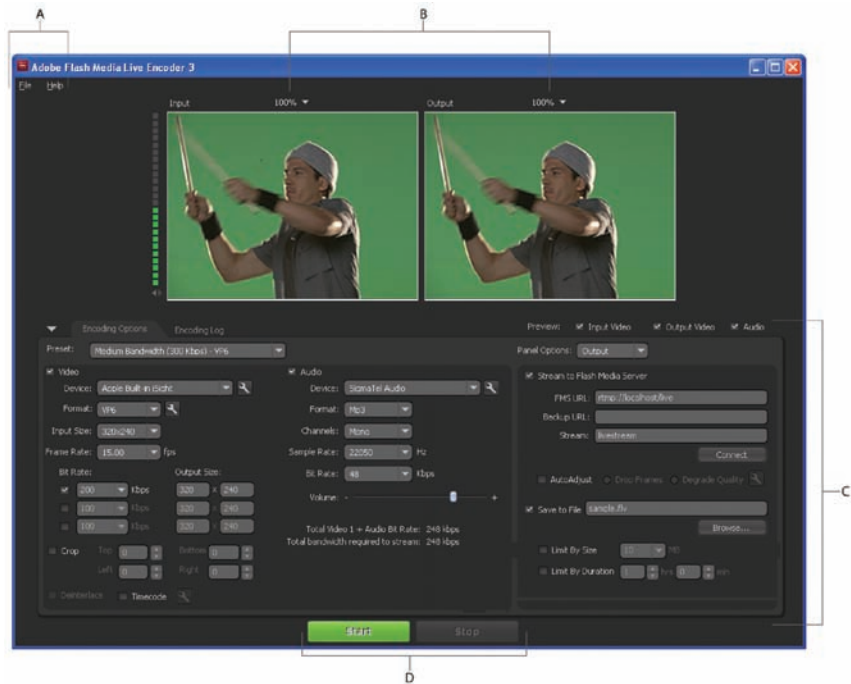 A
B
Adobe Flash Media Live Encoder 3
File Help
Input 100% Output 100%
Encoding Options Encoding Log
Preview: Input Video Output Video Audio
Preset: Medium Bandwidth (300 Kbps) - VP6
Panel Options: Output
Video
Device: Apple Built-in iSight
Format: VP6
Input Size: 320x240
Frame Rate: 15.00 fps
Bit Rate: Output Size:
200 Kbps 320 x 240
100 Kbps 320 x 240
100 Kbps 320 x 240
Crop Top 0 Bottom 0
Left 0 Right 0
Deinterlace Timecode
Audio
Device: SigmaTel Audio
Format: Mp3
Channels: Mono
Sample Rate: 22050 Hz
Bit Rate: 48 Kbps
Volume: - +
Total Video 1 + Audio Bit Rate: 248 kbps
Total bandwidth required to stream: 248 kbps
Stream to Flash Media Server
FMS URL: rtmp://localhost/live
Backup URL:
Stream: livestream
Connect
AutoAdjust Drop Frames Degrade Quality
Save to File sample.flv
Browse...
Limit By Size 10 MB
Limit By Duration 1 hrs 0 min
C
Start Stop
D